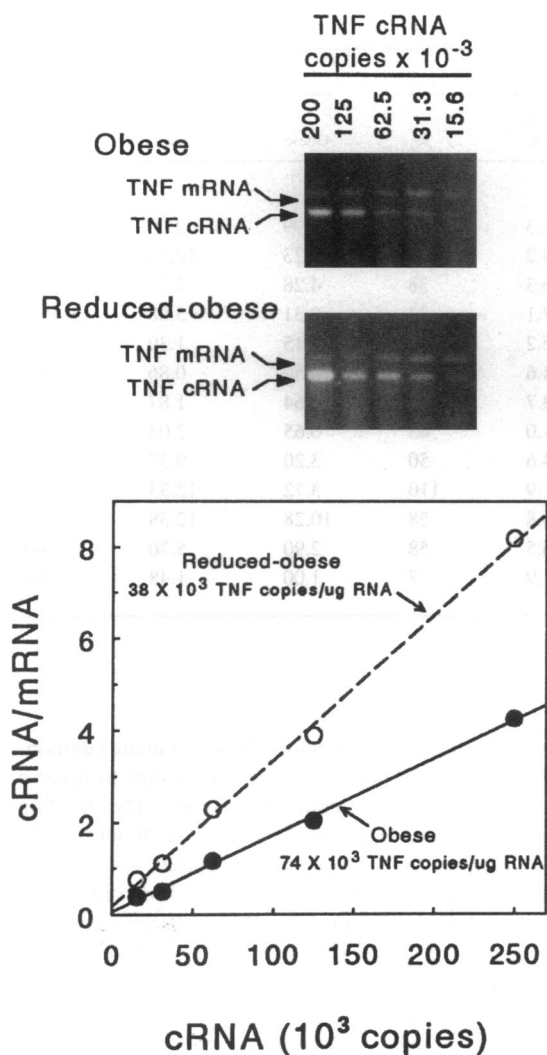 TNF cRNA
copies x 10⁻³
200 125 62.5 31.3 15.6
Obese
TNF mRNA
TNF cRNA
Reduced-obese
TNF mRNA
TNF cRNA
8
Reduced-obese
38 X 10³ TNF copies/ug RNA
6
cRNA/mRNA
4
2
Obese
74 X 10³ TNF copies/ug RNA
0
0 50 100 150 200 250
cRNA (10³ copies)